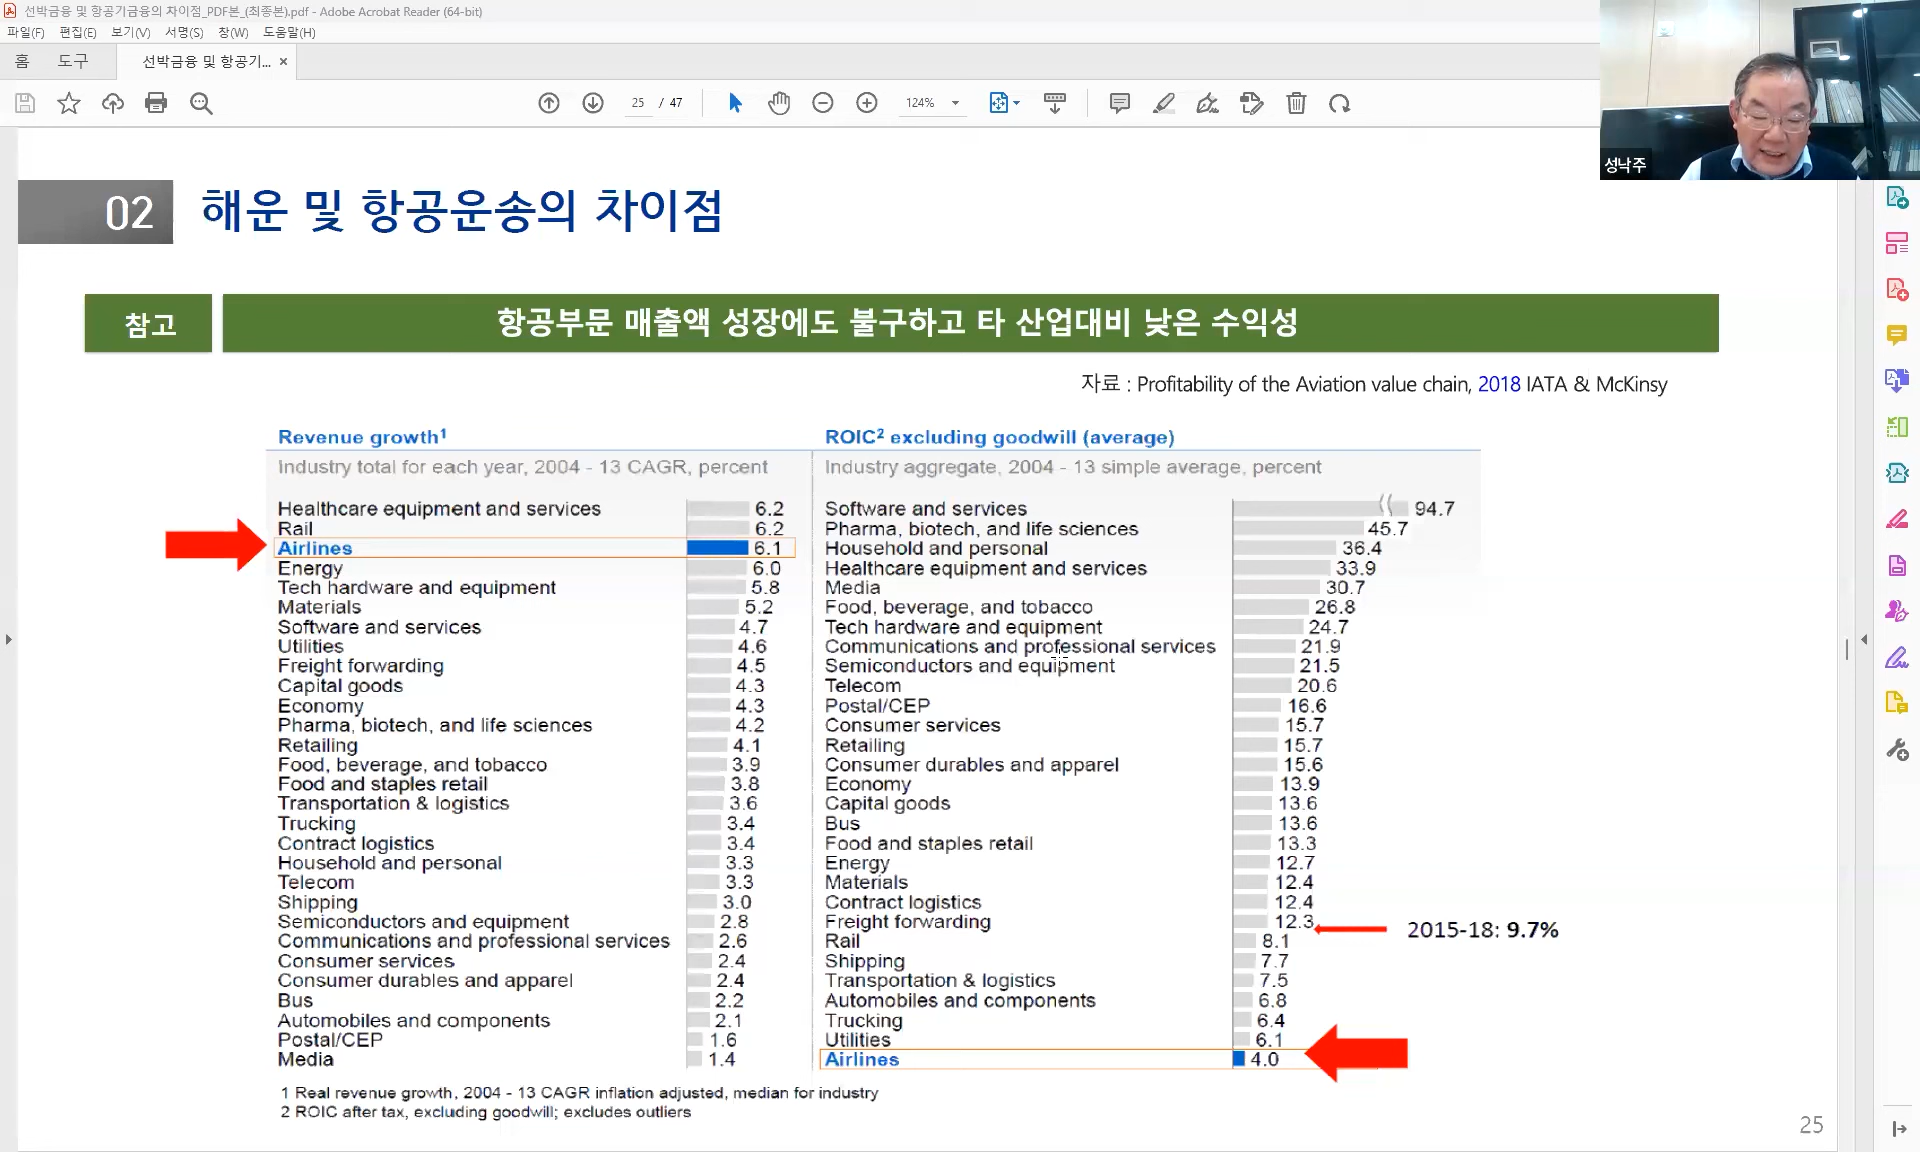 선박금융 및 항공기금융의 차이점_PDF본_(최종본).pdf - Adobe Acrobat Reader (64-bit)
파일(F) 편집(E) 보기(V) 서명(S) 창(W) 도움말(H)
홈 도구 선박금융 및 항공기... ×
25 / 47 124%
성낙주
02 해운 및 항공운송의 차이점
참고 항공부문 매출액 성장에도 불구하고 타 산업대비 낮은 수익성
자료 : Profitability of the Aviation value chain, 2018 IATA & McKinsy
Revenue growth1
Industry total for each year, 2004 - 13 CAGR, percent
Healthcare equipment and services 6.2
Rail 6.2
Airlines 6.1
Energy 6.0
Tech hardware and equipment 5.8
Materials 5.2
Software and services 4.7
Utilities 4.6
Freight forwarding 4.5
Capital goods 4.3
Economy 4.3
Pharma, biotech, and life sciences 4.2
Retailing 4.1
Food, beverage, and tobacco 3.9
Food and staples retail 3.8
Transportation & logistics 3.6
Trucking 3.4
Contract logistics 3.4
Household and personal 3.3
Telecom 3.3
Shipping 3.0
Semiconductors and equipment 2.8
Communications and professional services 2.6
Consumer services 2.4
Consumer durables and apparel 2.4
Bus 2.2
Automobiles and components 2.1
Postal/CEP 1.6
Media 1.4
ROIC2 excluding goodwill (average)
Industry aggregate, 2004 - 13 simple average, percent
Software and services 94.7
Pharma, biotech, and life sciences 45.7
Household and personal 36.4
Healthcare equipment and services 33.9
Media 30.7
Food, beverage, and tobacco 26.8
Tech hardware and equipment 24.7
Communications and professional services 21.9
Semiconductors and equipment 21.5
Telecom 20.6
Postal/CEP 16.6
Consumer services 15.7
Retailing 15.7
Consumer durables and apparel 15.6
Economy 13.9
Capital goods 13.6
Bus 13.6
Food and staples retail 13.3
Energy 12.7
Materials 12.4
Contract logistics 12.4
Freight forwarding 12.3
2015-18: 9.7%
Rail 8.1
Shipping 7.7
Transportation & logistics 7.5
Automobiles and components 6.8
Trucking 6.4
Utilities 6.1
Airlines 4.0
1 Real revenue growth, 2004 - 13 CAGR inflation adjusted, median for industry
2 ROIC after tax, excluding goodwill; excludes outliers
25